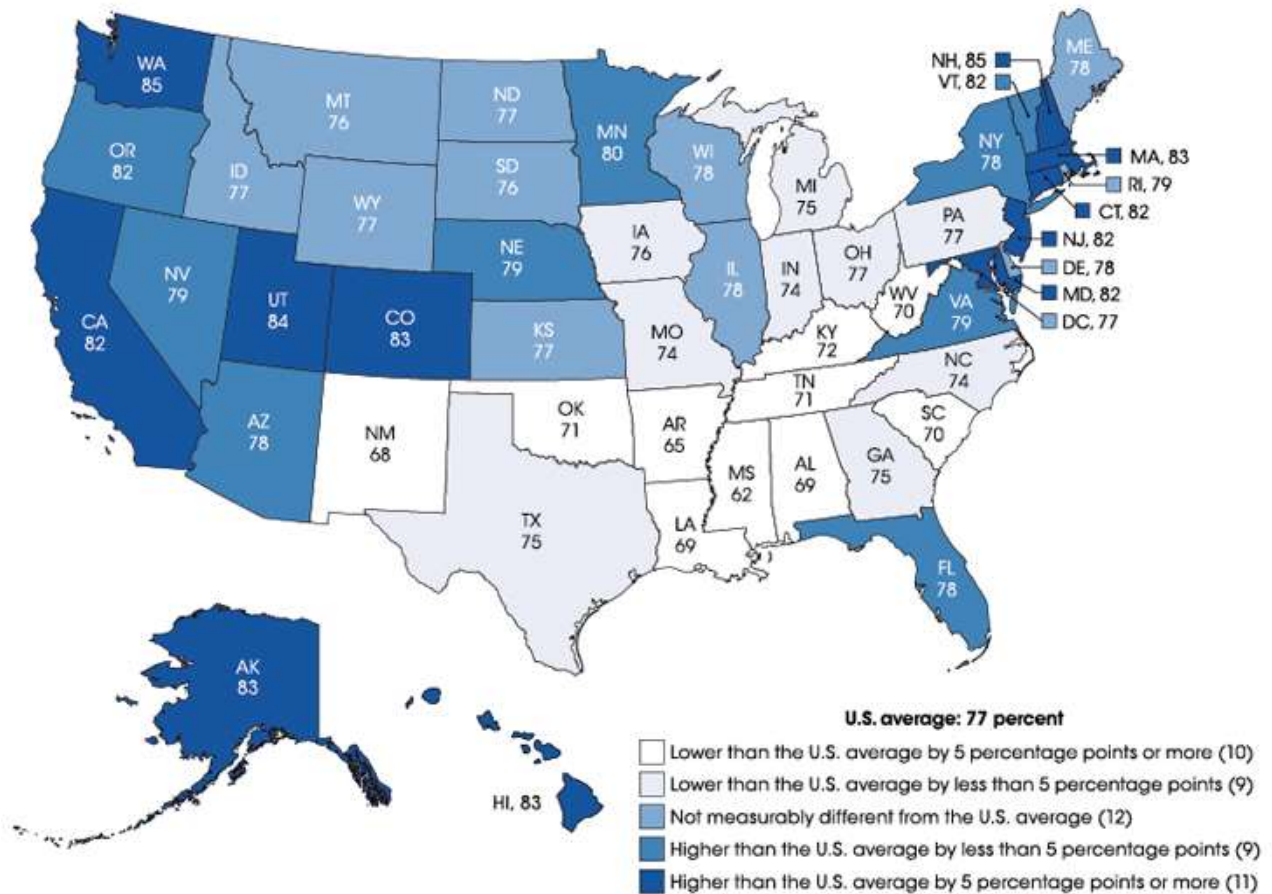 WA
85
MT
76
ND
77
MN
80
NH, 85
VT, 82
ME
78
OR
82
ID
77
SD
76
WI
78
NY
78
MA, 83
RI, 79
CT, 82
WY
77
MI
75
PA
77
NJ, 82
DE, 78
MD, 82
DC, 77
NV
79
UT
84
CO
83
NE
79
IA
76
IL
78
IN
74
OH
77
WV
70
VA
79
CA
82
KS
77
MO
74
KY
72
NC
74
AZ
78
NM
68
OK
71
AR
65
TN
71
SC
70
TX
75
LA
69
MS
62
AL
69
GA
75
FL
78
AK
83
HI, 83
U.S. average: 77 percent
Lower than the U.S. average by 5 percentage points or more (10)
Lower than the U.S. average by less than 5 percentage points (9)
Not measurably different from the U.S. average (12)
Higher than the U.S. average by less than 5 percentage points (9)
Higher than the U.S. average by 5 percentage points or more (11)